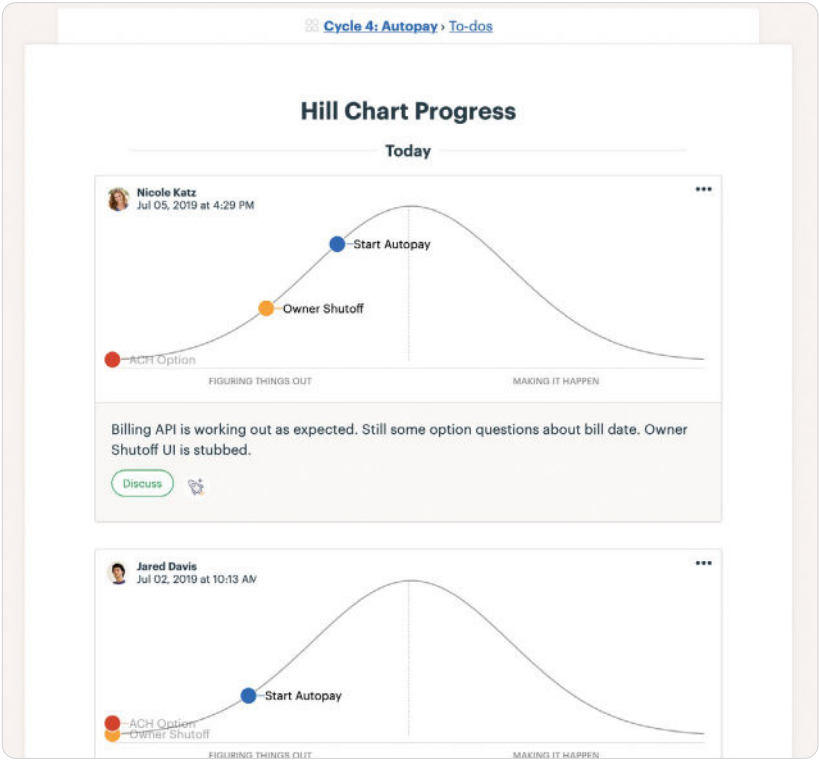 Cycle 4: Autopay › To-dos
Hill Chart Progress
Today
Nicole Katz
Jul 05, 2019 at 4:29 PM
Start Autopay
Owner Shutoff
ACH Option
FIGURING THINGS OUT
MAKING IT HAPPEN
Billing API is working out as expected. Still some option questions about bill date. Owner
Shutoff UI is stubbed.
Discuss
Jared Davis
Jul 02, 2019 at 10:13 AM
Start Autopay
ACH Option
Owner Shutoff
FIGURING THINGS OUT
MAKING IT HAPPEN